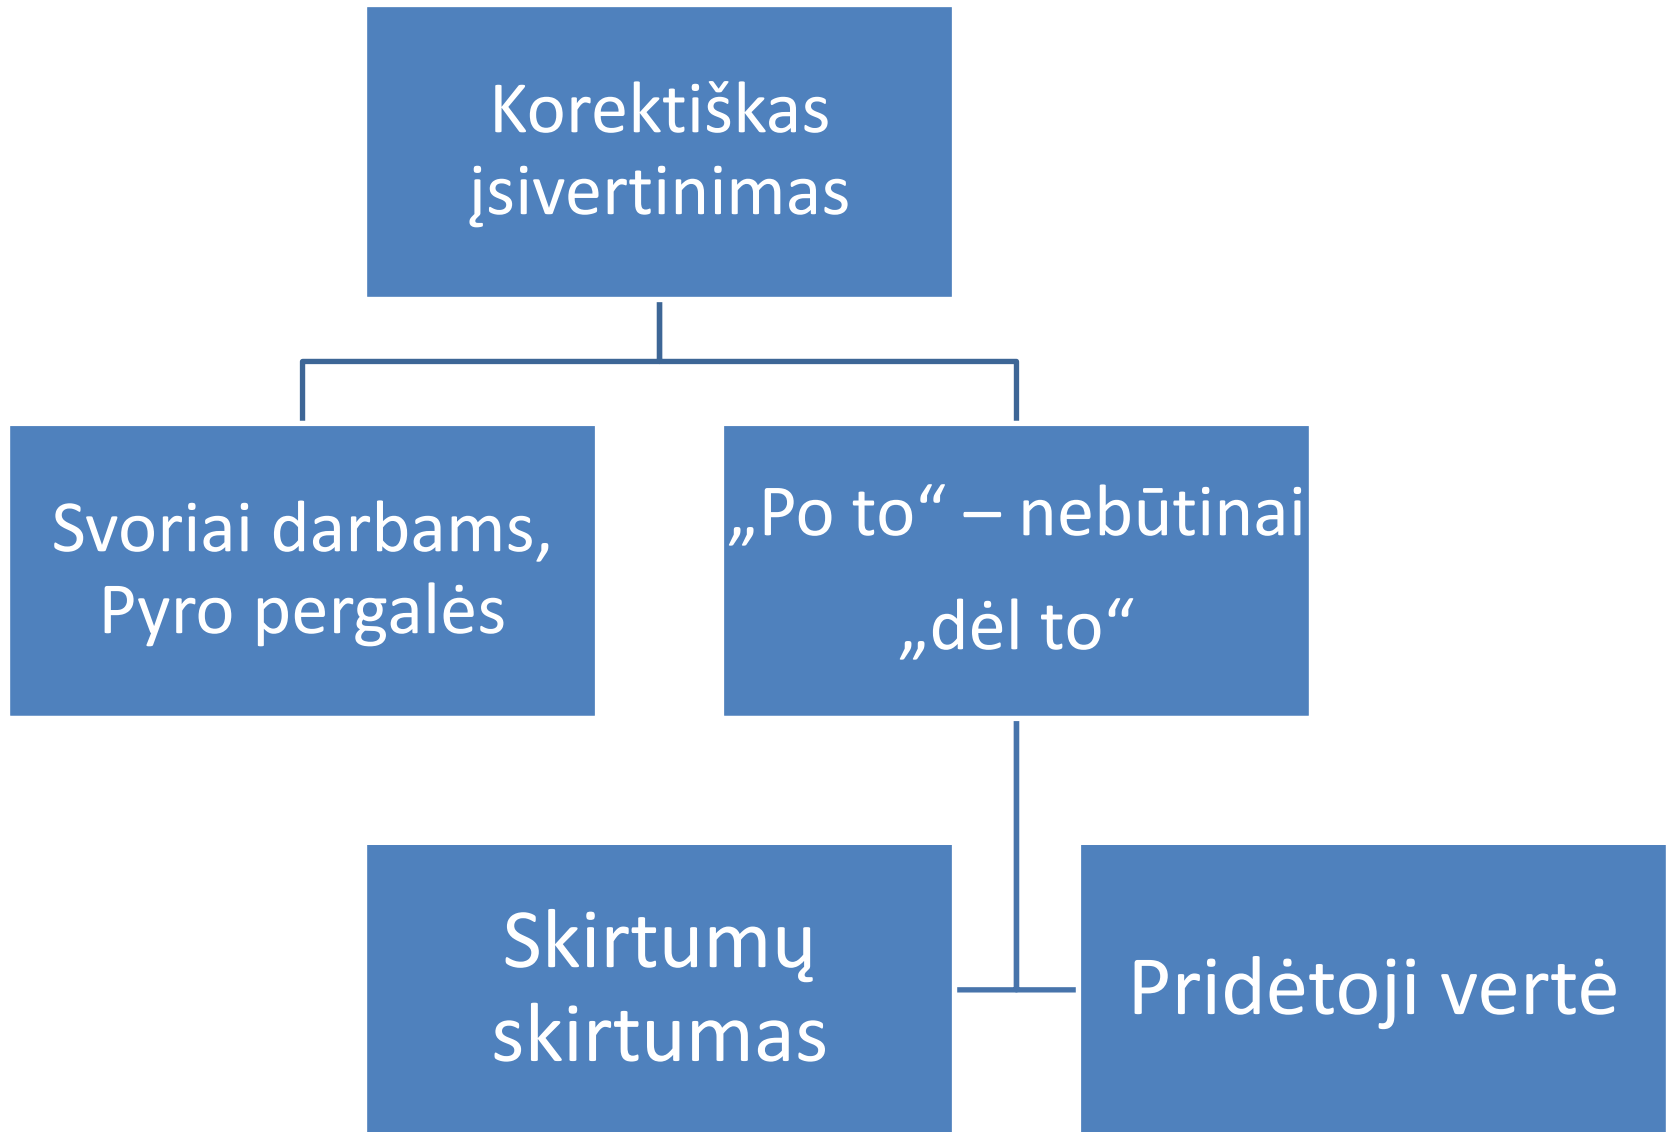 Korektiškas
įsivertinimas
Svoriai darbams,
Pyro pergalės
„Po to“ – nebūtinai
„dėl to“
Skirtumų
skirtumas
Pridėtoji vertė